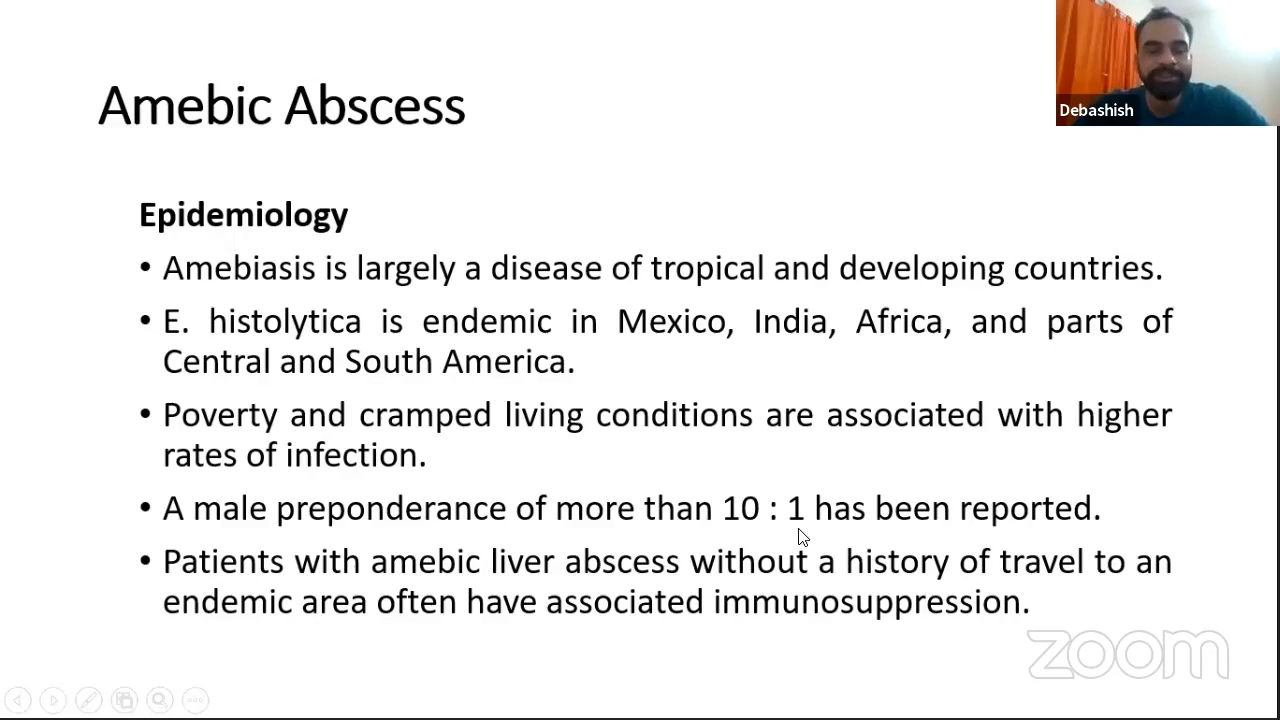 Amebic Abscess
Debashish
Epidemiology
• Amebiasis is largely a disease of tropical and developing countries.
• E. histolytica is endemic in Mexico, India, Africa, and parts of
Central and South America.
• Poverty and cramped living conditions are associated with higher
rates of infection.
• A male preponderance of more than 10 : 1 has been reported.
• Patients with amebic liver abscess without a history of travel to an
endemic area often have associated immunosuppression.
zoom